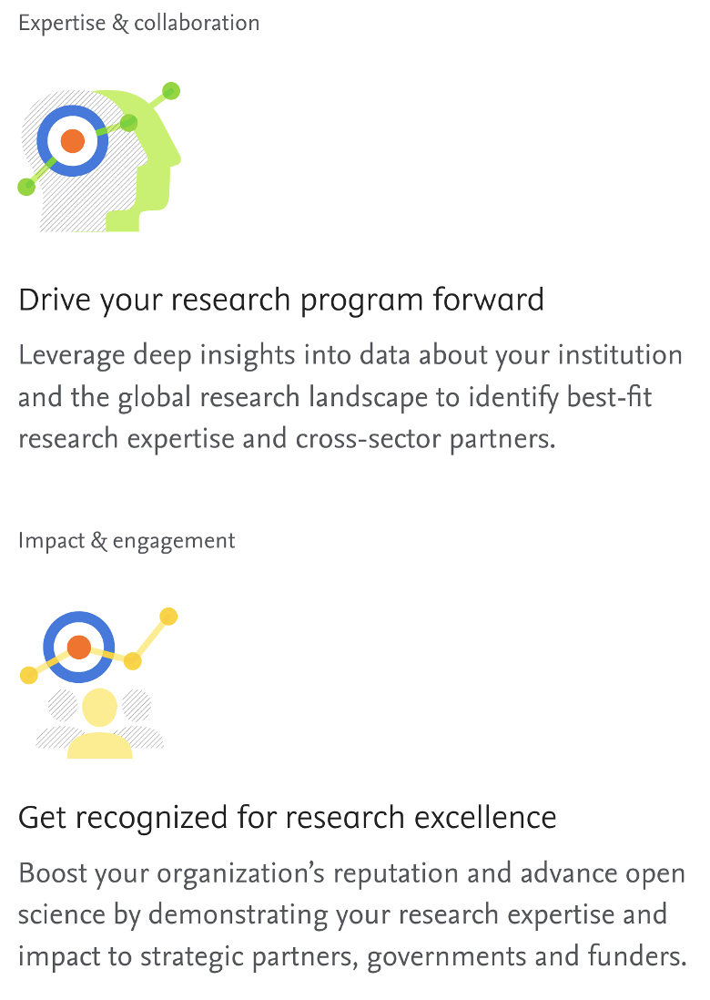 Expertise & collaboration
Drive your research program forward
Leverage deep insights into data about your institution
and the global research landscape to identify best-fit
research expertise and cross-sector partners.
Impact & engagement
Get recognized for research excellence
Boost your organization’s reputation and advance open
science by demonstrating your research expertise and
impact to strategic partners, governments and funders.